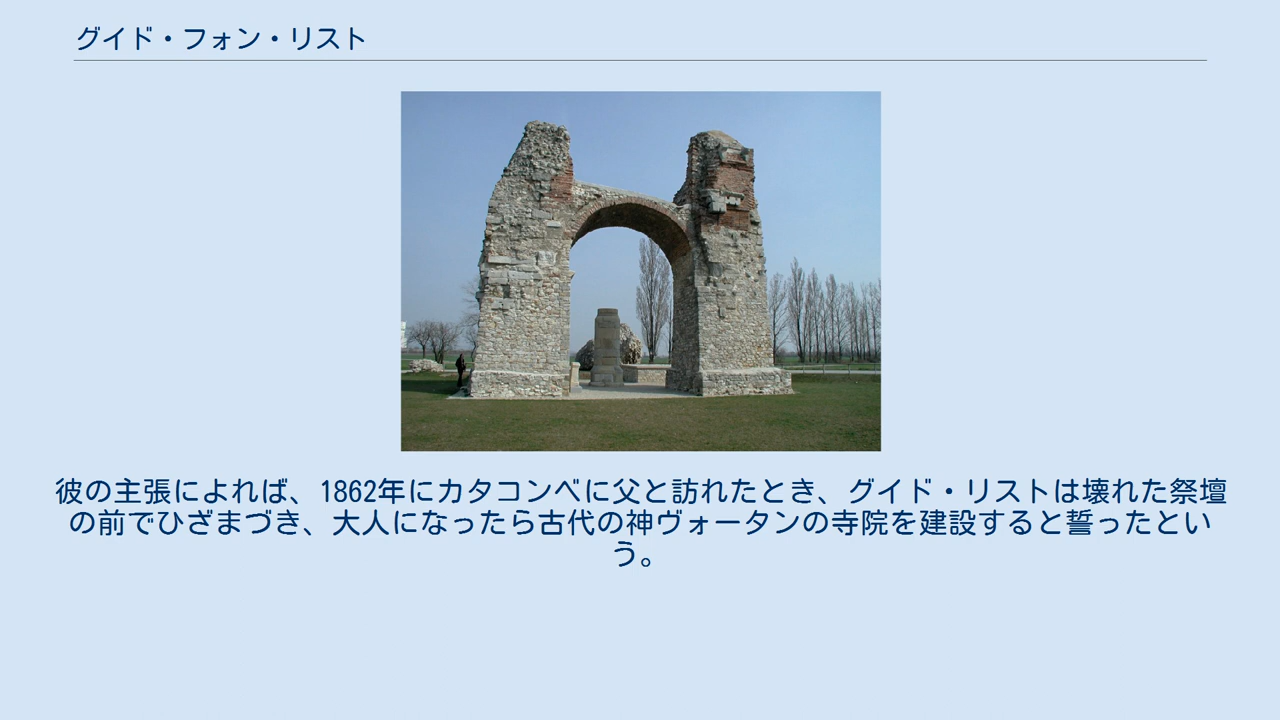 グイド・フォン・リスト
彼の主張によれば、1862年にカタコンベに父と訪れたとき、グイド・リストは壊れた祭壇
の前でひざまづき、大人になったら古代の神ヴォータンの寺院を建設すると誓ったとい
う。